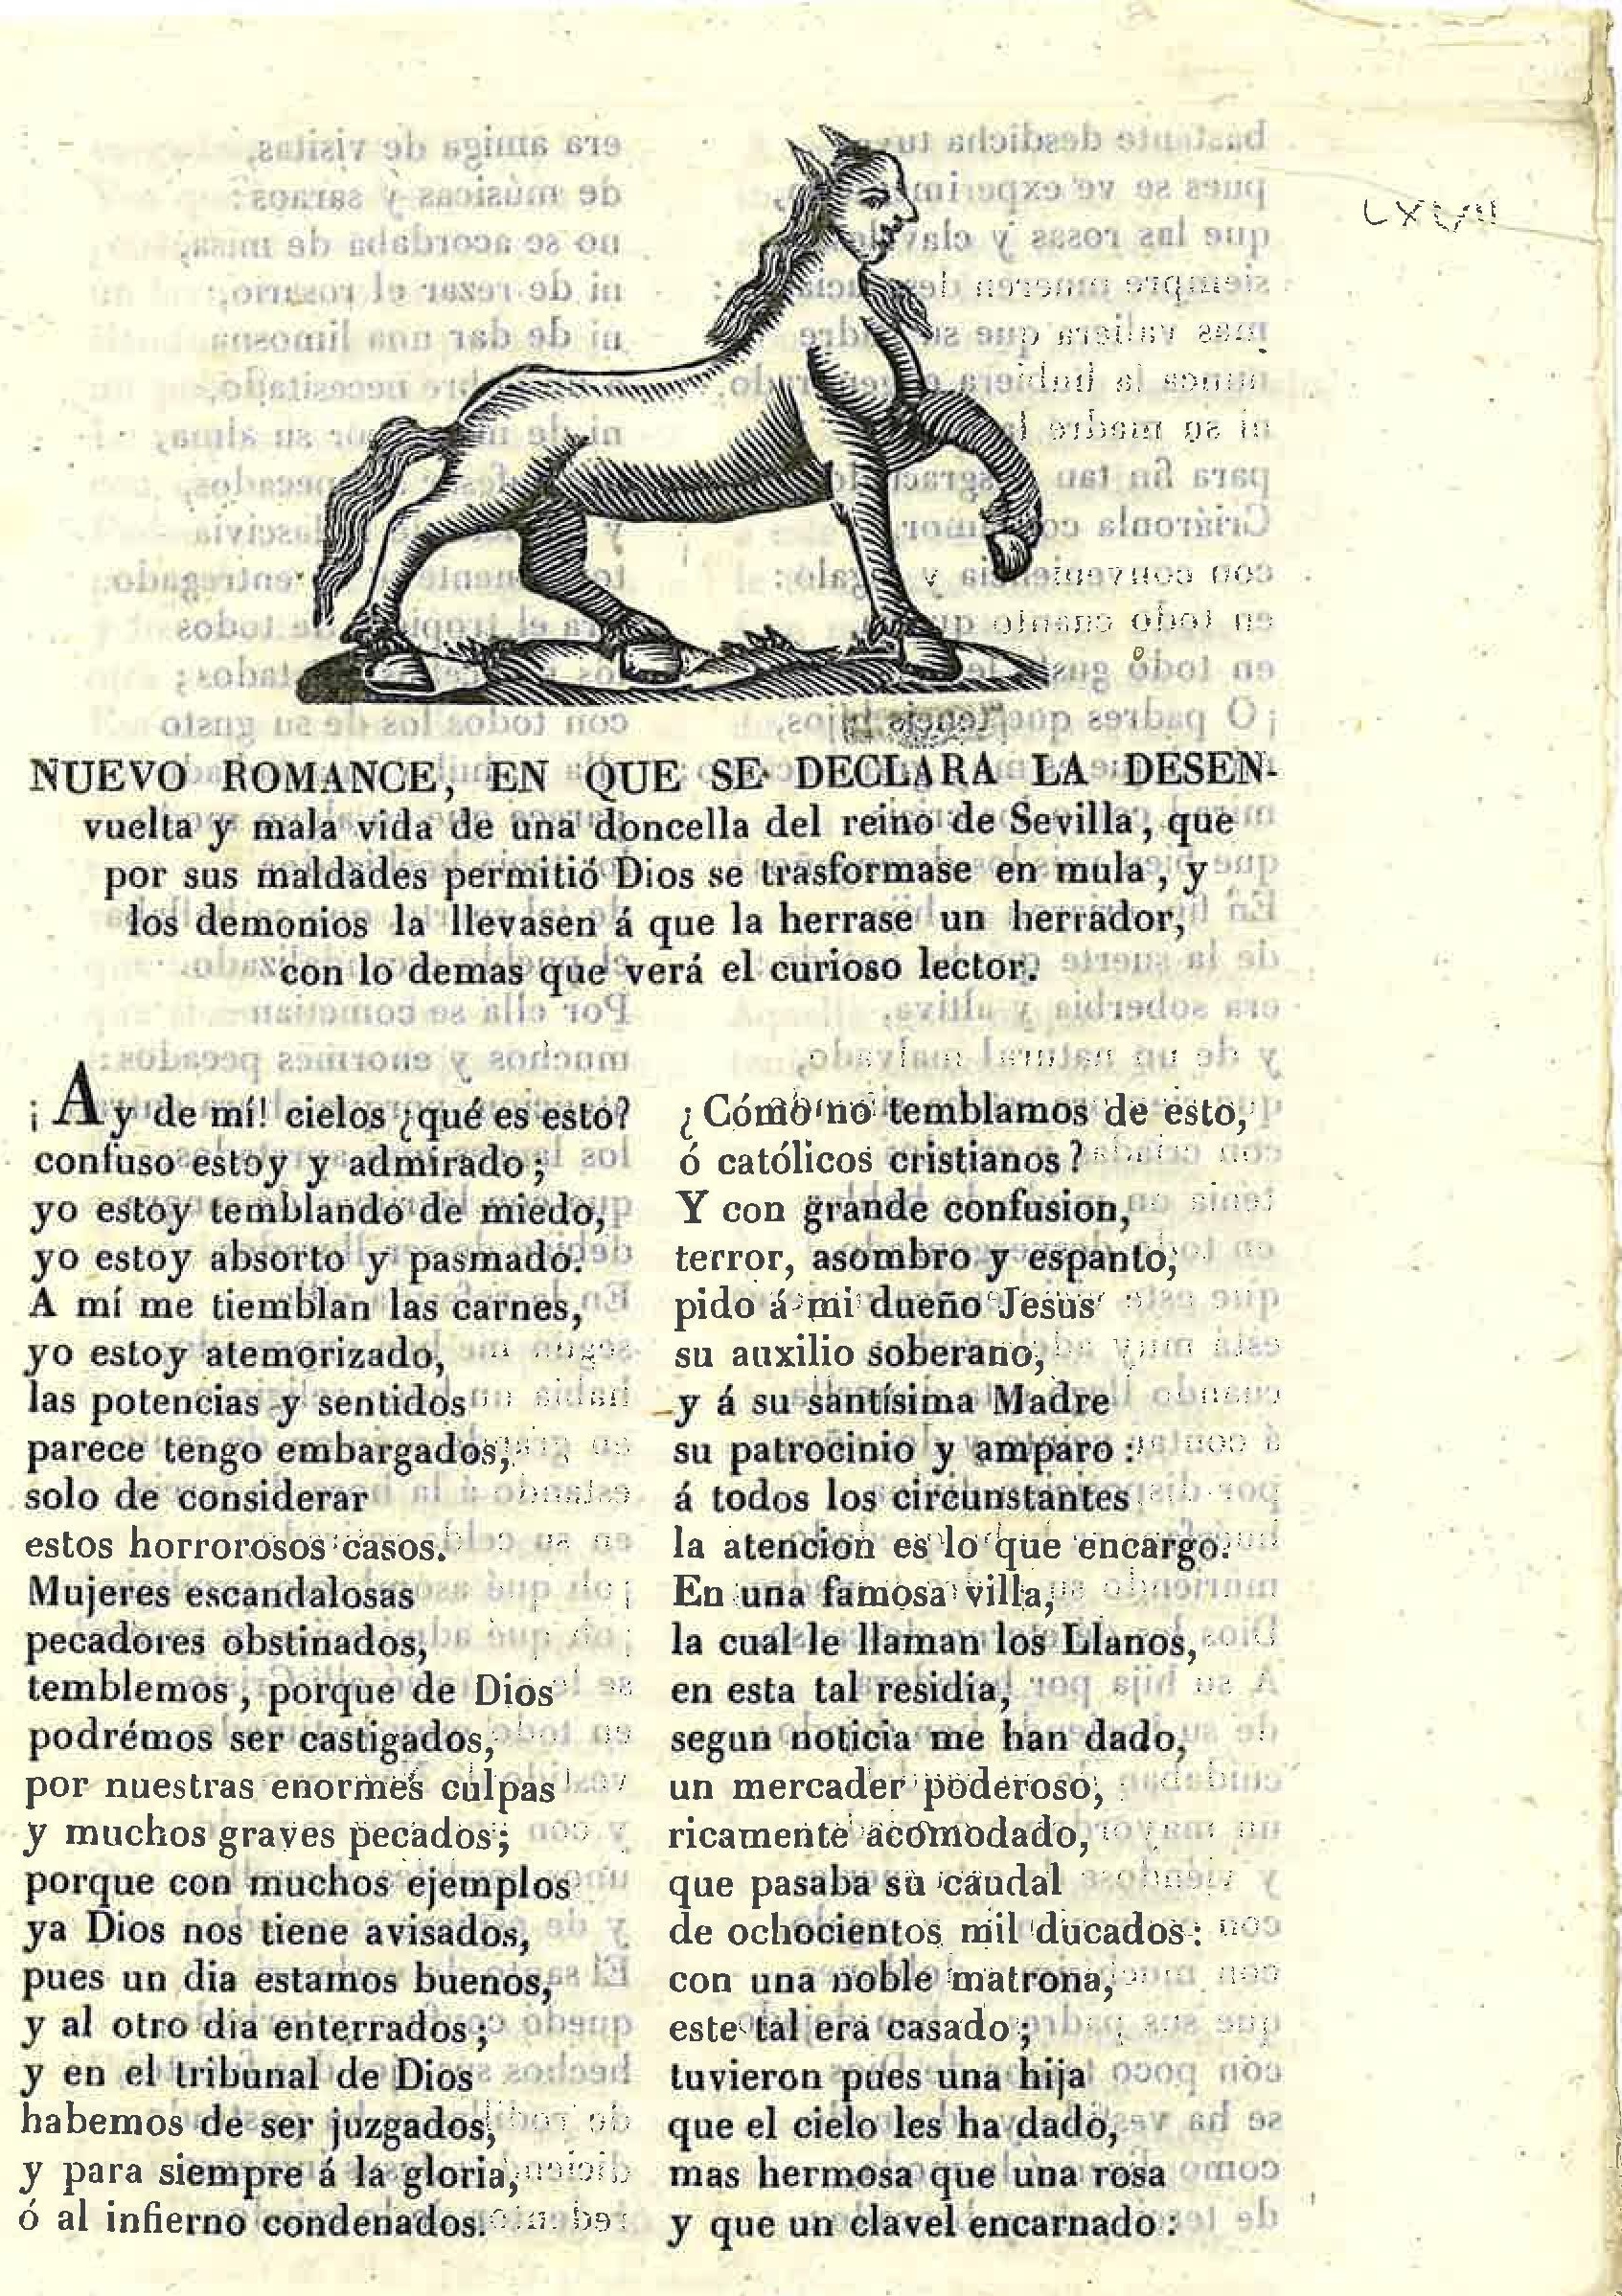 LXVII
NUEVO ROMANCE, EN QUE SE DECLARA LA DESEN-
vuelta y mala vida de una doncella del reino de Sevilla, que
por sus maldades permitió Dios se trasformase en mula, y
los demonios la llevasen á que la herrase un herrador,
con lo demas que verá el curioso lector.
¡Ay de mí! cielos ¿qué es esto?
confuso estoy y admirado;
yo estoy temblando de miedo,
yo estoy absorto y pasmado.
A mí me tiemblan las carnes,
yo estoy atemorizado,
las potencias y sentidos
parece tengo embargados,
solo de considerar
estos horrorosos casos.
Mujeres escandalosas
pecadores obstinados,
temblemos, porque de Dios
podrémos ser castigados,
por nuestras enormes culpas
y muchos graves pecados;
porque con muchos ejemplos
ya Dios nos tiene avisados,
pues un dia estamos buenos,
y al otro dia enterrados;
y en el tribunal de Dios
habemos de ser juzgados,
y para siempre á la gloria,
ó al infierno condenados.
¿Cómo no temblamos de esto,
ó católicos cristianos?
Y con grande confusion,
terror, asombro y espanto,
pido á mi dueño Jesus
su auxilio soberano,
y á su santísima Madre
su patrocinio y amparo:
á todos los circunstantes
la atencion es lo que encargo.
En una famosa villa,
la cual le llaman los Llanos,
en esta tal residia,
segun noticia me han dado,
un mercader poderoso,
ricamente acomodado,
que pasaba su caudal
de ochocientos mil ducados:
con una noble matrona,
este tal era casado;
tuvieron pues una hija
que el cielo les ha dado,
mas hermosa que una rosa
y que un clavel encarnado: